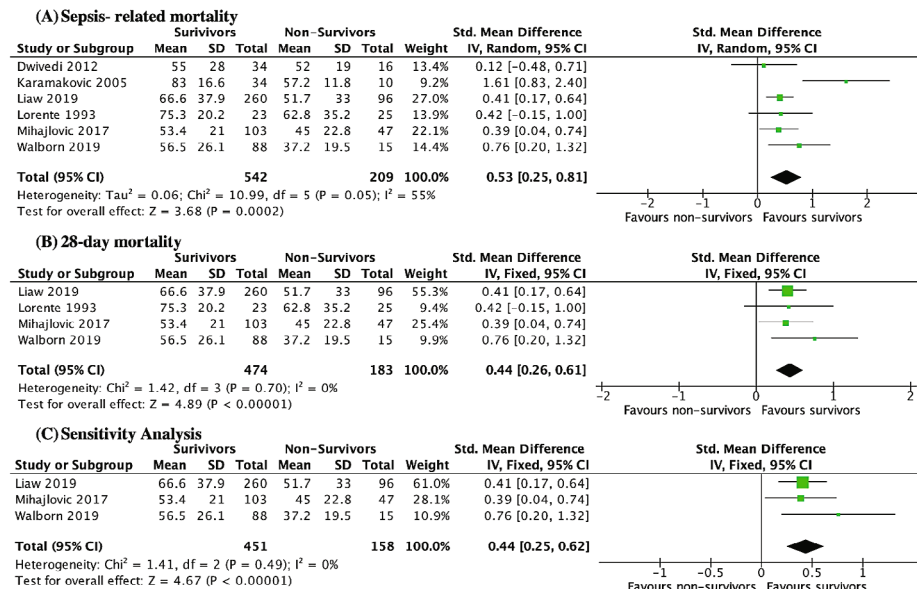 (A) Sepsis- related mortality
Surivivors Non-Survivors Std. Mean Difference Std. Mean Difference
Study or Subgroup Mean SD Total Mean SD Total Weight IV, Random, 95% CI IV, Random, 95% CI
Dwivedi 2012 55 28 34 52 19 16 13.4% 0.12 [-0.48, 0.71]
Karamakovic 2005 83 16.6 34 57.2 11.8 10 9.2% 1.61 [0.83, 2.40]
Liaw 2019 66.6 37.9 260 51.7 33 96 27.0% 0.41 [0.17, 0.64]
Lorente 1993 75.3 20.2 23 62.8 35.2 25 13.9% 0.42 [-0.15, 1.00]
Mihajlovic 2017 53.4 21 103 45 22.8 47 22.1% 0.39 [0.04, 0.74]
Walborn 2019 56.5 26.1 88 37.2 19.5 15 14.4% 0.76 [0.20, 1.32]
Total (95% CI) 542 209 100.0% 0.53 [0.25, 0.81]
Heterogeneity: Tau² = 0.06; Chi² = 10.99, df = 5 (P = 0.05); I² = 55%
Test for overall effect: Z = 3.68 (P = 0.0002)
-2 -1 0 1 2
Favours non-survivors Favours survivors
(B) 28-day mortality
Surivivors Non-Survivors Std. Mean Difference Std. Mean Difference
Study or Subgroup Mean SD Total Mean SD Total Weight IV, Fixed, 95% CI IV, Fixed, 95% CI
Liaw 2019 66.6 37.9 260 51.7 33 96 55.3% 0.41 [0.17, 0.64]
Lorente 1993 75.3 20.2 23 62.8 35.2 25 9.4% 0.42 [-0.15, 1.00]
Mihajlovic 2017 53.4 21 103 45 22.8 47 25.4% 0.39 [0.04, 0.74]
Walborn 2019 56.5 26.1 88 37.2 19.5 15 9.9% 0.76 [0.20, 1.32]
Total (95% CI) 474 183 100.0% 0.44 [0.26, 0.61]
Heterogeneity: Chi² = 1.42, df = 3 (P = 0.70); I² = 0%
Test for overall effect: Z = 4.89 (P < 0.00001)
-2 -1 0 1 2
Favours non-survivors Favours survivors
(C) Sensitivity Analysis
Surivivors Non-Survivors Std. Mean Difference Std. Mean Difference
Study or Subgroup Mean SD Total Mean SD Total Weight IV, Fixed, 95% CI IV, Fixed, 95% CI
Liaw 2019 66.6 37.9 260 51.7 33 96 61.0% 0.41 [0.17, 0.64]
Mihajlovic 2017 53.4 21 103 45 22.8 47 28.1% 0.39 [0.04, 0.74]
Walborn 2019 56.5 26.1 88 37.2 19.5 15 10.9% 0.76 [0.20, 1.32]
Total (95% CI) 451 158 100.0% 0.44 [0.25, 0.62]
Heterogeneity: Chi² = 1.41, df = 2 (P = 0.49); I² = 0%
Test for overall effect: Z = 4.67 (P < 0.00001)
-1 -0.5 0 0.5 1
Favours non-survivors Favours survivors